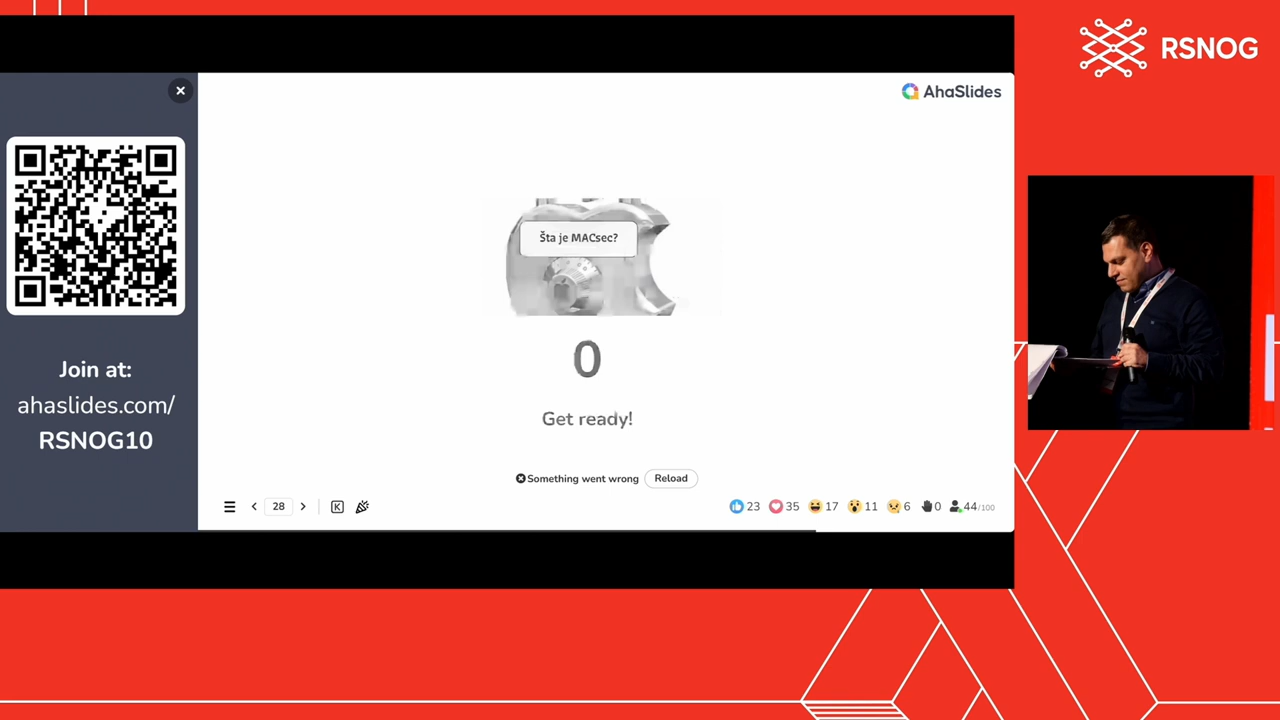 RSNOG
AhaSlides
Šta je MACsec?
0
Get ready!
Something went wrong
Reload
Join at:
ahaslides.com/
RSNOG10
28
K
23
35
17
11
6
0
44/100